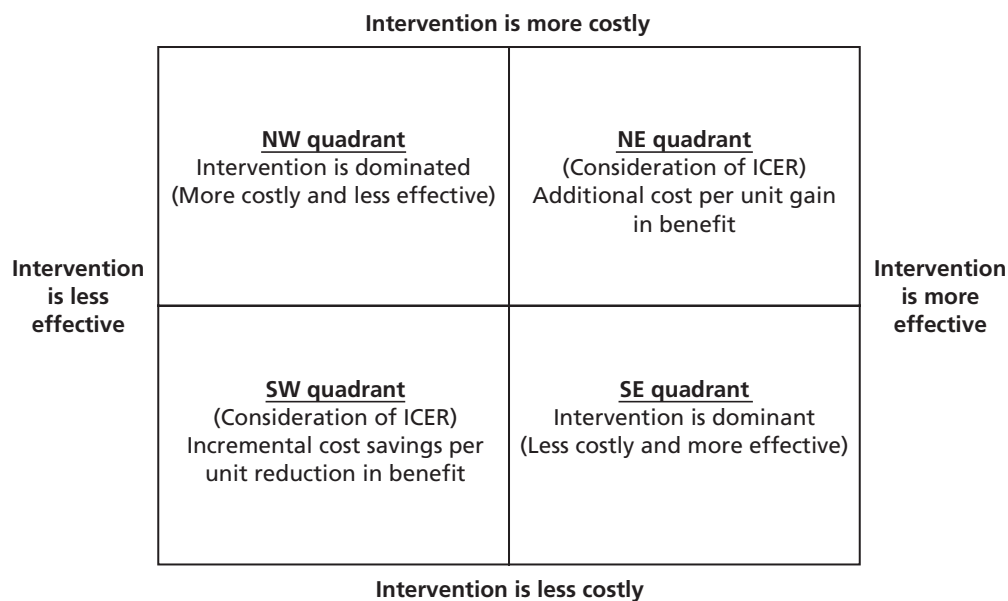 Intervention is more costly
NW quadrant
Intervention is dominated
(More costly and less effective)
NE quadrant
(Consideration of ICER)
Additional cost per unit gain
in benefit
Intervention
is less
effective
Intervention
is more
effective
SW quadrant
(Consideration of ICER)
Incremental cost savings per
unit reduction in benefit
SE quadrant
Intervention is dominant
(Less costly and more effective)
Intervention is less costly